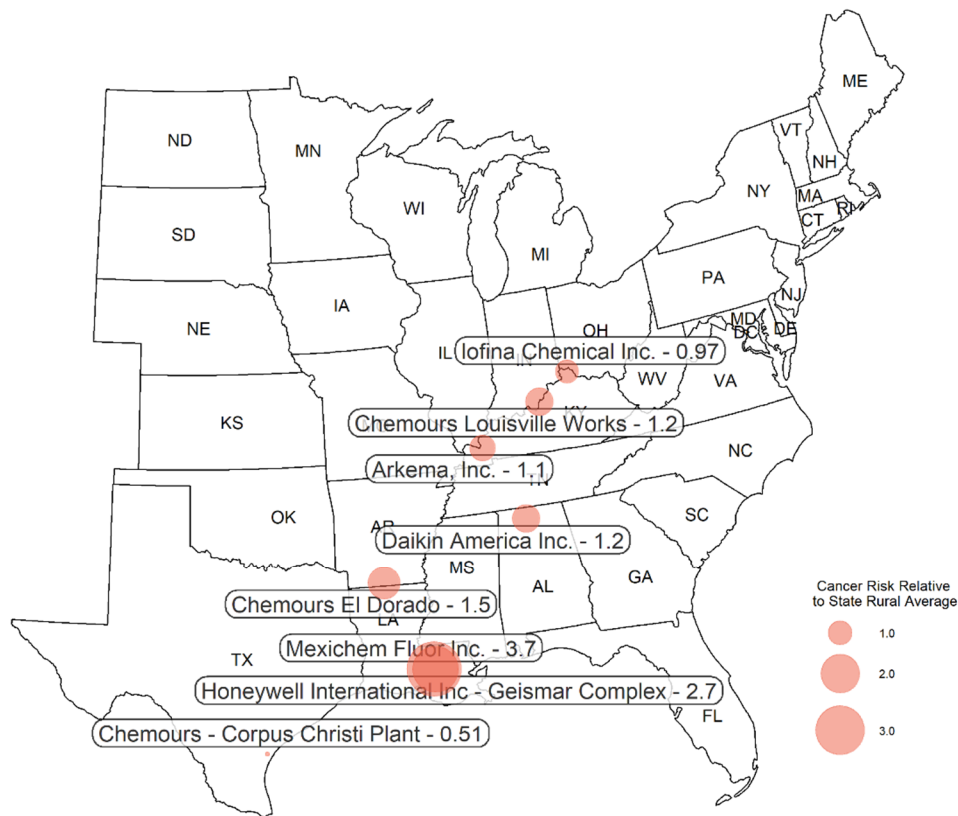 ME
VT
ND
MN
NH
NY
MA
WI
CT
RI
SD
MI
PA
IA
NJ
NE
MD
OH
DC
DE
IL
Iofina Chemical Inc. - 0.97
IN
WV
VA
KS
KY
Chemours Louisville Works - 1.2
NC
Arkema, Inc. - 1.1
TN
OK
SC
AR
Daikin America Inc. - 1.2
MS
GA
AL
Cancer Risk Relative
to State Rural Average
1.0
2.0
3.0
Chemours El Dorado - 1.5
LA
Mexichem Fluor Inc. - 3.7
TX
Honeywell International Inc - Geismar Complex - 2.7
FL
Chemours - Corpus Christi Plant - 0.51